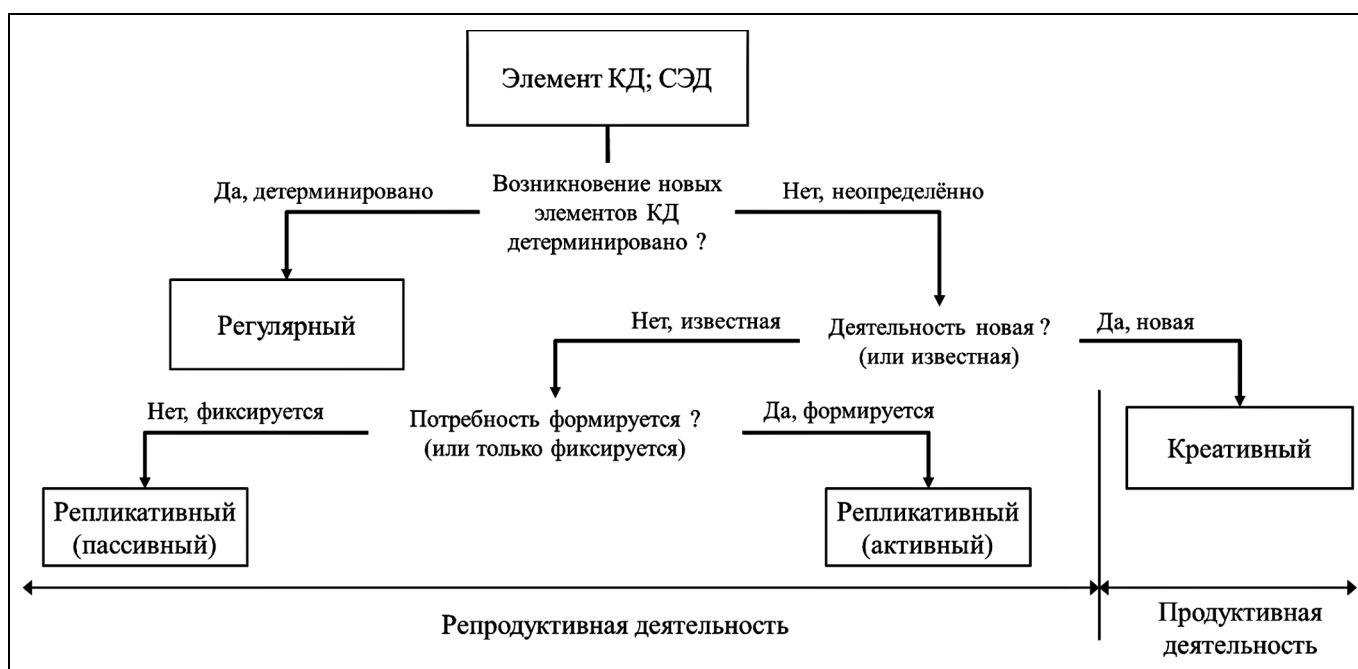 Элемент КД; СЭД
Да, детерминировано
Возникновение новых
элементов КД
детерминировано ?
Нет, неопределённо
Регулярный
Нет, известная
Деятельность новая ?
(или известная)
Да, новая
Нет, фиксируется
Потребность формируется ?
(или только фиксируется)
Да, формируется
Креативный
Репликативный
(пассивный)
Репликативный
(активный)
Репродуктивная деятельность
Продуктивная
деятельность